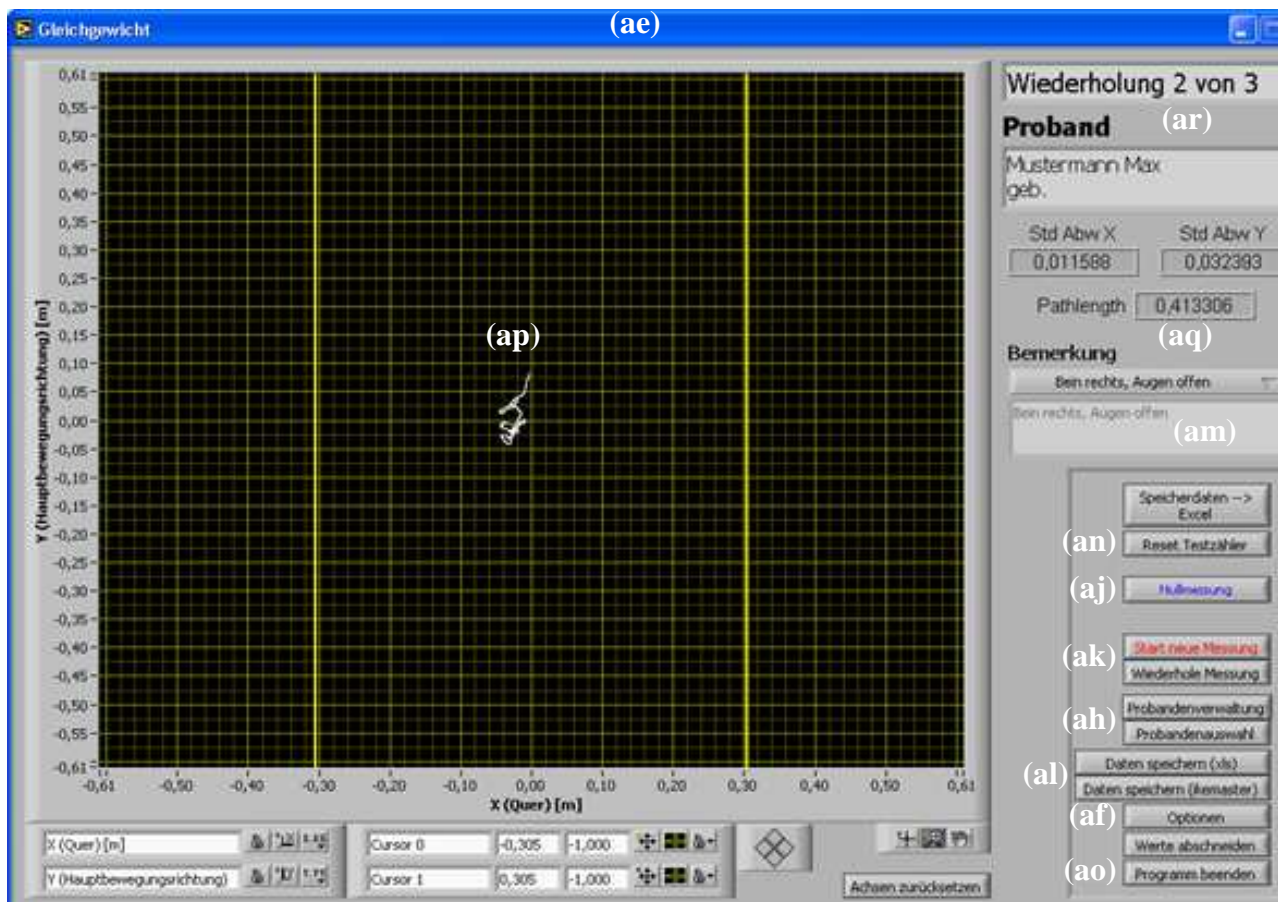 Gleichgewicht
(ae)
0,61
0,55
0,50
0,45
0,40
0,35
0,30
0,25
0,20
0,15
0,10
0,05
0,00
-0,05
-0,10
-0,15
-0,20
-0,25
-0,30
-0,35
-0,40
-0,45
-0,50
-0,55
-0,61
Y (Hauptbewegungsrichtung) [m]
(ap)
-0,61 -0,50 -0,40 -0,30 -0,20 -0,10 0,00 0,10 0,20 0,30 0,40 0,50 0,61
X (Quer) [m]
X (Quer) [m]
Y (Hauptbewegungsrichtung)
Cursor 0 -0,305 -1,000
Cursor 1 0,305 -1,000
Achsen zurücksetzen
Wiederholung 2 von 3
(ar)
Proband
Mustermann Max
geb.
Std Abw X Std Abw Y
0,011588 0,032393
Pathlength 0,413306
(aq)
Bemerkung
Bein rechts, Augen offen
Bein rechts, Augen offen
(am)
Speicherdaten -->
Excel
(an) Reset Testzähler
(aj) Nullmessung
(ak) Start neue Messung
Wiederhole Messung
(ah) Probandenverwaltung
Probandenauswahl
(al) Daten speichern (xls)
Daten speichern (ikemaster)
(af) Optionen
Werte abschneiden
(ao) Programm beenden